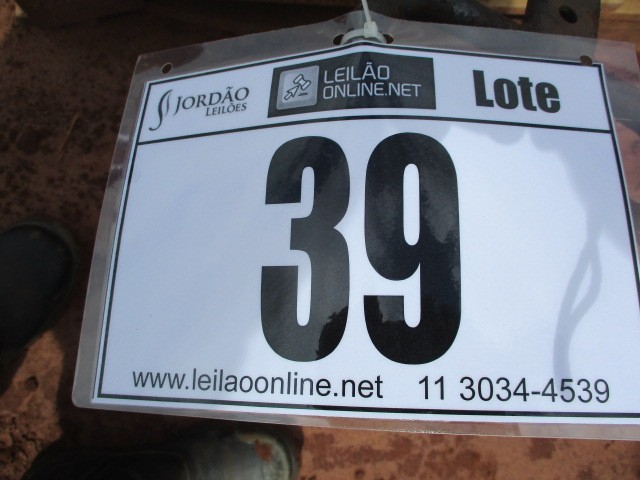 JORDÃO
LEILÕES
LEILÃO
ONLINE.NET
Lote
39
www.leilaoonline.net 11 3034-4539